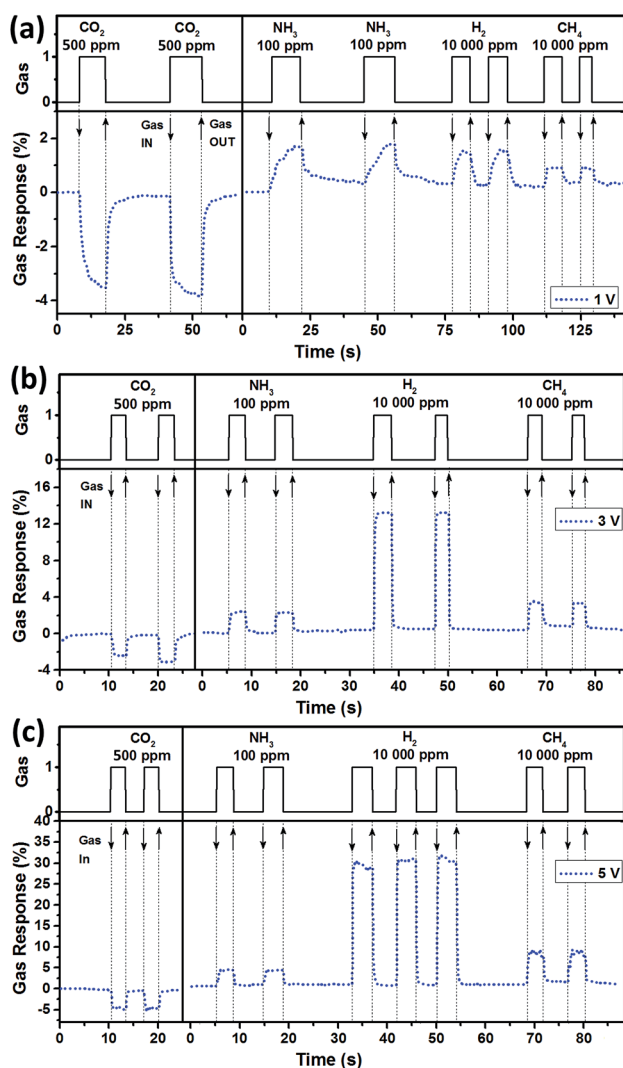 (a)
CO2 CO2 NH3 NH3 H2 CH4
500 ppm 500 ppm 100 ppm 100 ppm 10 000 ppm 10 000 ppm
Gas
1
0
Gas Gas
IN OUT
Gas Response (%)
2
0
-2
-4
1 V
0 25 50 0 25 50 75 100 125
Time (s)
(b)
CO2 NH3 H2 CH4
500 ppm 100 ppm 10 000 ppm 10 000 ppm
Gas
1
0
Gas
IN
Gas Response (%)
16
12
8
4
0
-4
3 V
0 10 20 0 10 20 30 40 50 60 70 80
Time (s)
(c)
CO2 NH3 H2 CH4
500 ppm 100 ppm 10 000 ppm 10 000 ppm
Gas
1
0
Gas
In
Gas Response (%)
40
35
30
25
20
15
10
5
0
-5
5 V
0 10 20 0 10 20 30 40 50 60 70 80
Time (s)